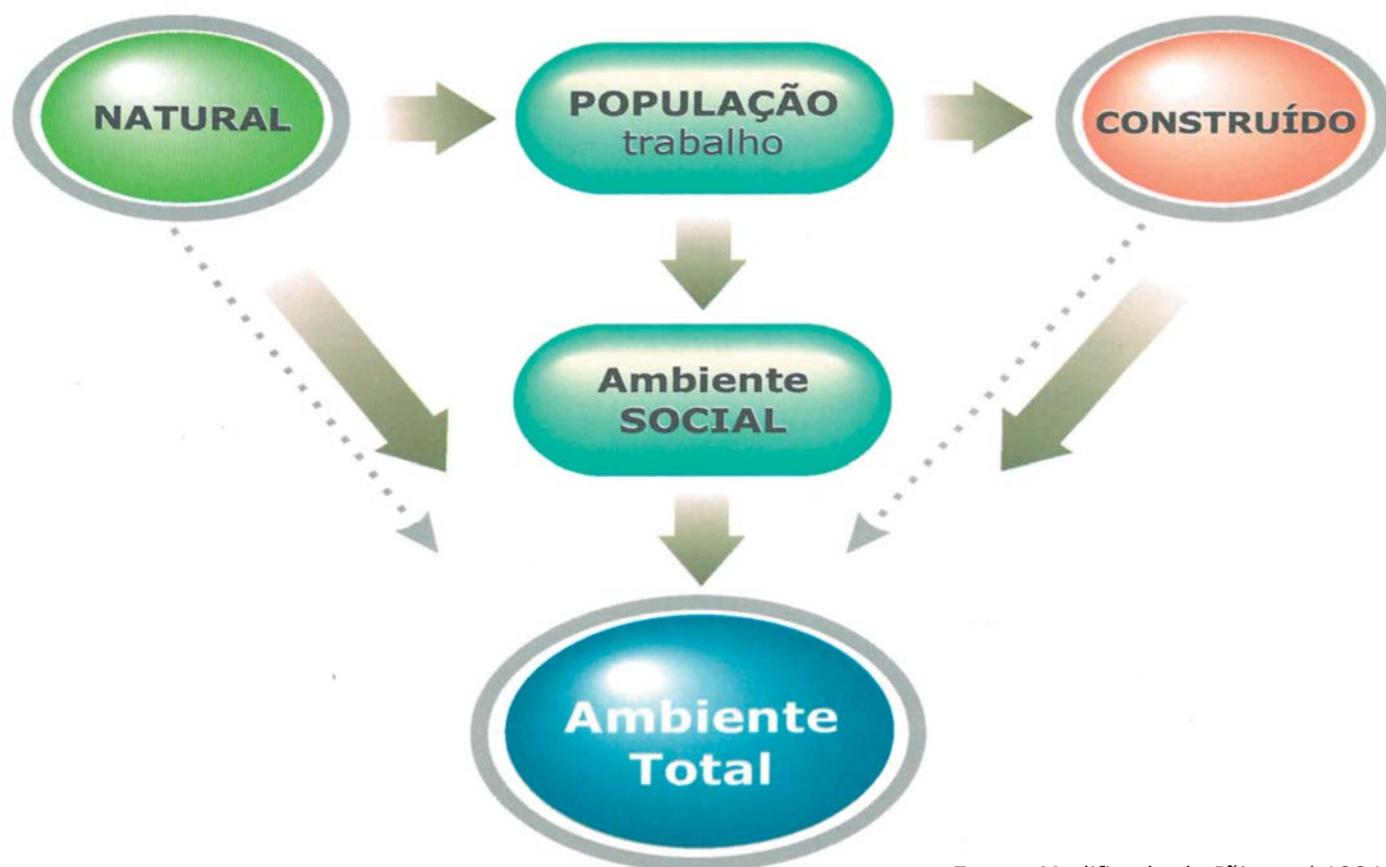 NATURAL
POPULAÇÃO
trabalho
CONSTRUÍDO
Ambiente
SOCIAL
Ambiente
Total